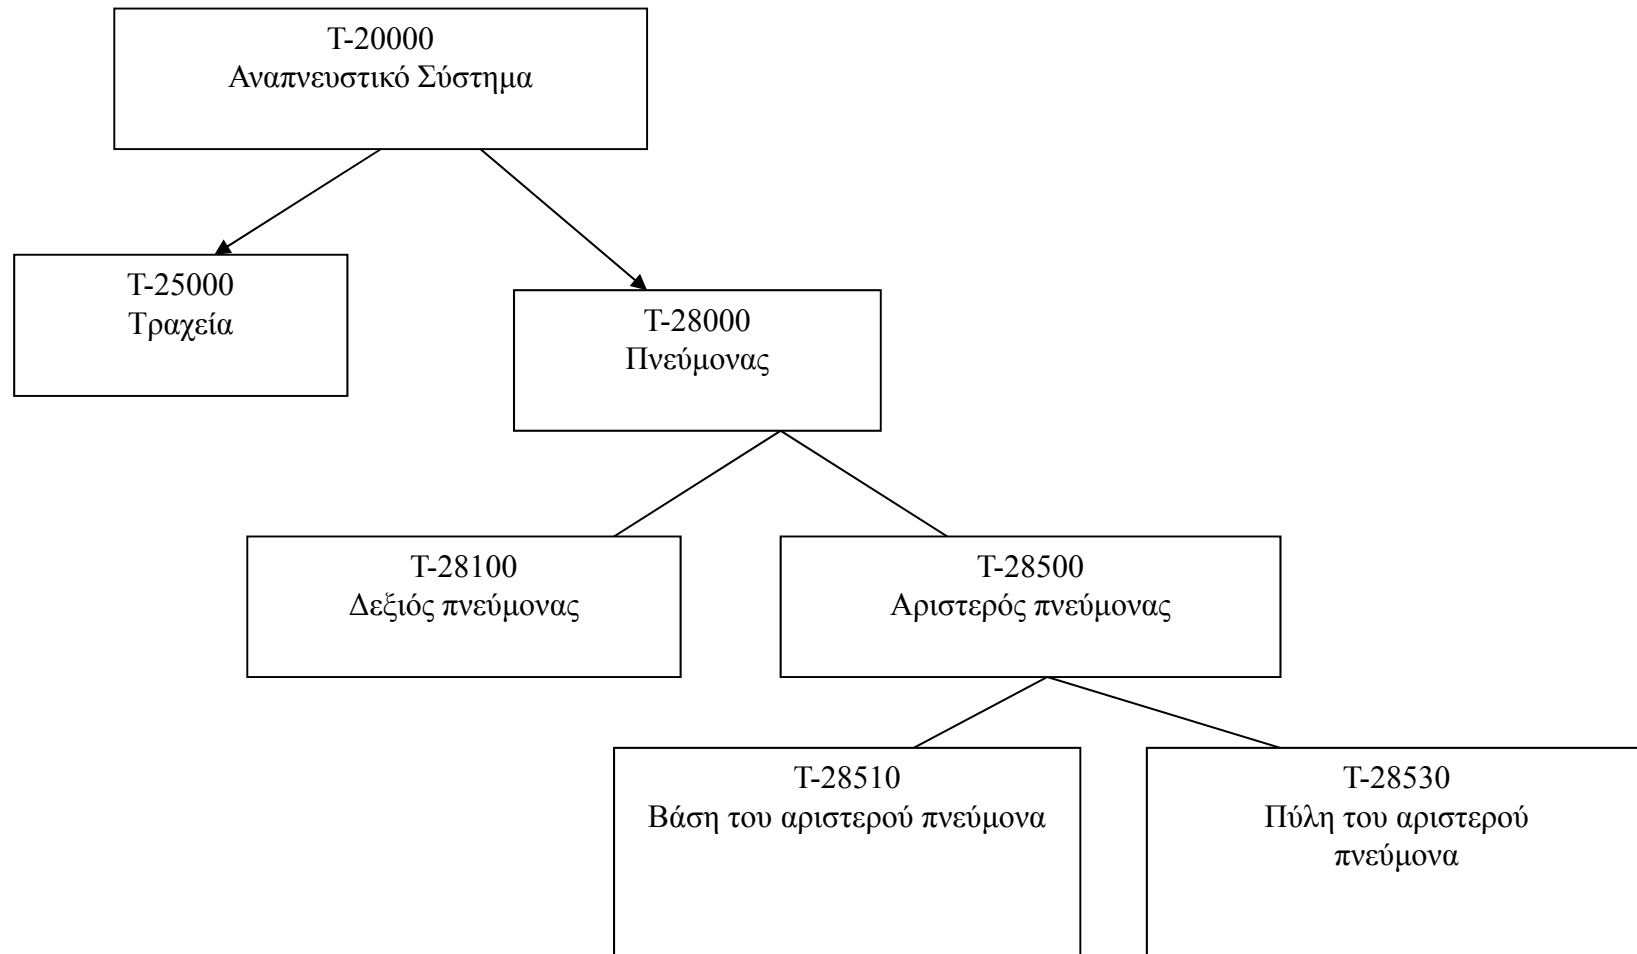 T-20000
Αναπνευστικό Σύστημα
T-25000
Τραχεία
T-28000
Πνεύμονας
T-28100
Δεξιός πνεύμονας
T-28500
Αριστερός πνεύμονας
T-28510
Βάση του αριστερού πνεύμονα
T-28530
Πύλη του αριστερού
πνεύμονα